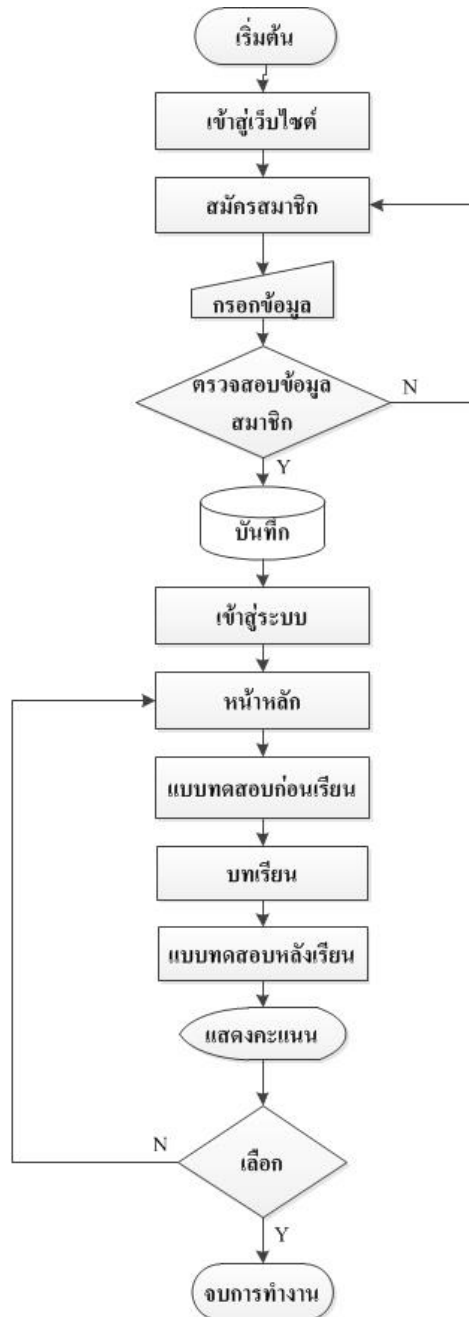 เริ่มต้น
เข้าสู่เว็บไซต์
สมัครสมาชิก
กรอกข้อมูล
ตรวจสอบข้อมูล
สมาชิก
N
Y
บันทึก
เข้าสู่ระบบ
หน้าหลัก
แบบทดสอบก่อนเรียน
บทเรียน
แบบทดสอบหลังเรียน
แสดงคะแนน
N
เลือก
Y
จบการทำงาน